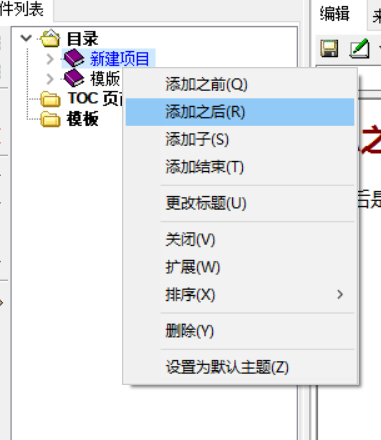 件列表
编辑
目录
新建项目
模版
TOC 页
模板
添加之前(Q)
添加之后(R)
添加子(S)
添加结束(T)
更改标题(U)
关闭(V)
扩展(W)
排序(X)
删除(Y)
设置为默认主题(Z)
之
后是